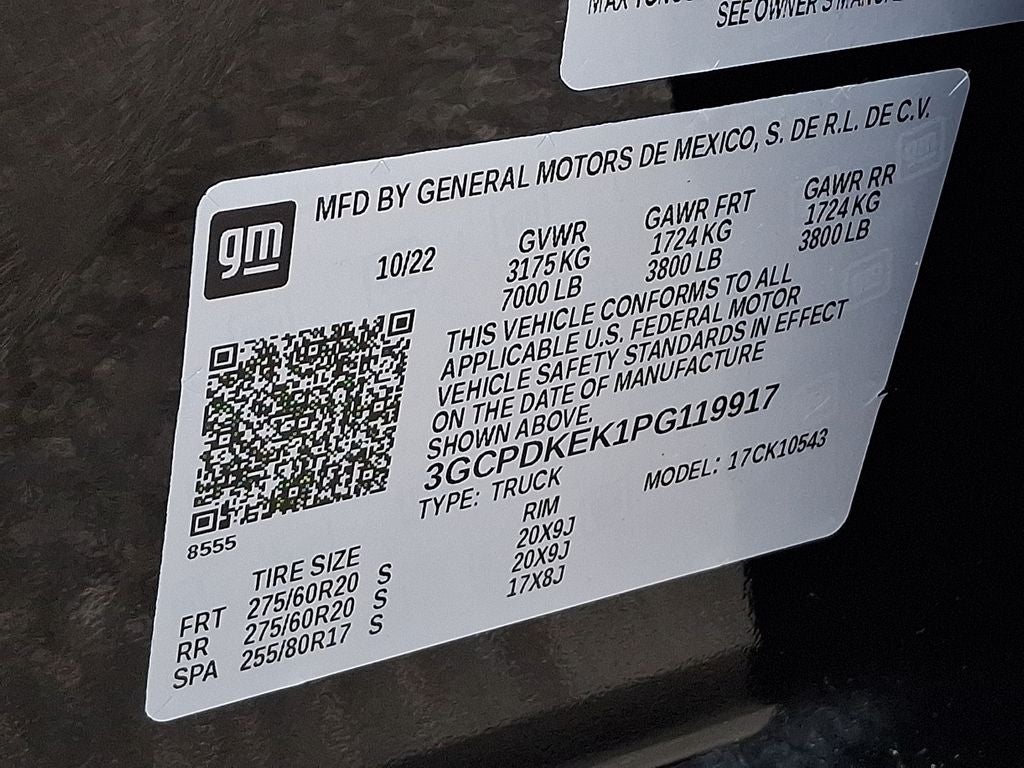 SEE OWNER'S MANUAL
MFD BY GENERAL MOTORS DE MEXICO, S. DE R.L. DE C.V.
gm
10/22
GVWR
3175 KG
7000 LB
GAWR FRT
1724 KG
3800 LB
GAWR RR
1724 KG
3800 LB
THIS VEHICLE CONFORMS TO ALL
APPLICABLE U.S. FEDERAL MOTOR
VEHICLE SAFETY STANDARDS IN EFFECT
ON THE DATE OF MANUFACTURE
SHOWN ABOVE.
3GCPDKEK1PG119917
TYPE: TRUCK
MODEL: 17CK10543
8555
TIRE SIZE RIM
FRT 275/60R20 S 20X9J
RR 275/60R20 S 20X9J
SPA 255/80R17 S 17X8J